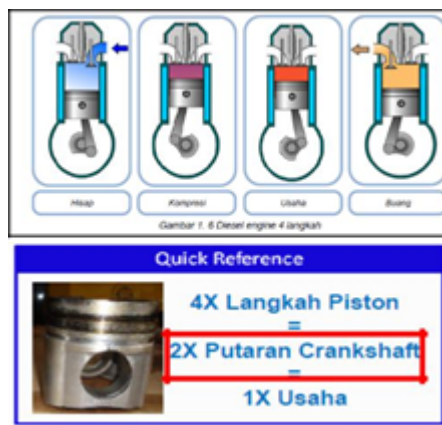 Hisap
Kompresi
Usaha
Buang
Gambar 1. 6 Diesel engine 4 langkah
Quick Reference
4X Langkah Piston
=
2X Putaran Crankshaft
=
1X Usaha